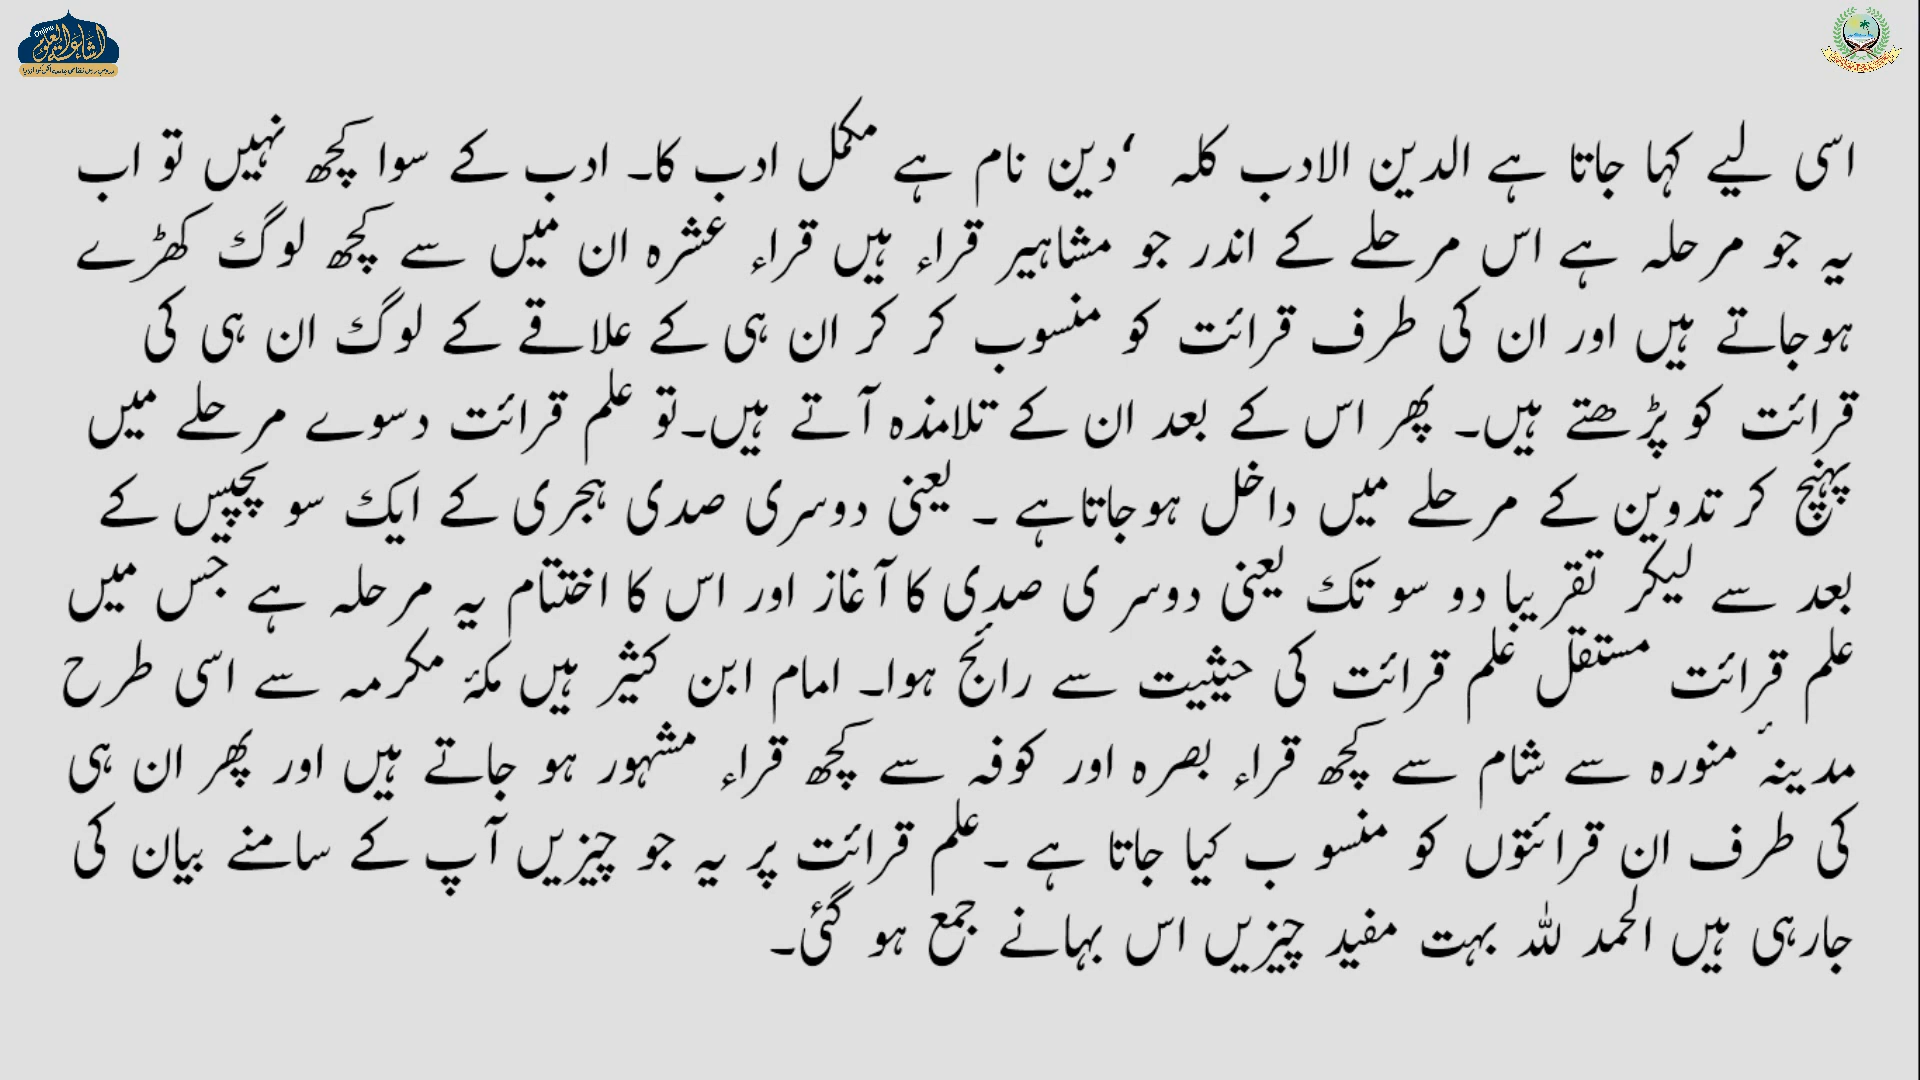 Online
اشاعۃ العلوم
اسی لیے کہا جاتا ہے الدین الادب کلہ ‘دین نام ہے مکمل ادب کا۔ ادب کے سوا کچھ نہیں تو اب
یہ جو مرحلہ ہے اس مرحلے کے اندر جو مشاہیر قراء ہیں قراء عشرہ ان میں سے کچھ لوگ کھڑے
ہوجاتے ہیں اور ان کی طرف قرائت کو منسوب کر کر ان ہی کے علاقے کے لوگ ان ہی کی
قرائت کو پڑھتے ہیں۔ پھر اس کے بعد ان کے تلامذہ آتے ہیں۔تو علم قرائت دسوے مرحلے میں
پہنچ کر تدوین کے مرحلے میں داخل ہوجاتاہے ۔ یعنی دوسری صدی ہجری کے ایک سو پچپس کے
بعد سے لیکر تقریبا دو سو تک یعنی دوسر ی صدی کا آغاز اور اس کا اختتام یہ مرحلہ ہے جس میں
علم قرائت مستقل علم قرائت کی حیثیت سے رائج ہوا۔ امام ابن کثیر ہیں مکۂ مکرمہ سے اسی طرح
مدینۂ منورہ سے شام سے کچھ قراء بصرہ اور کوفہ سے کچھ قراء مشہور ہو جاتے ہیں اور پھر ان ہی
کی طرف ان قرائتوں کو منسو ب کیا جاتا ہے ۔علم قرائت پر یہ جو چیزیں آپ کے سامنے بیان کی
جارہی ہیں الحمد للہ بہت مفید چیزیں اس بہانے جمع ہو گئی۔